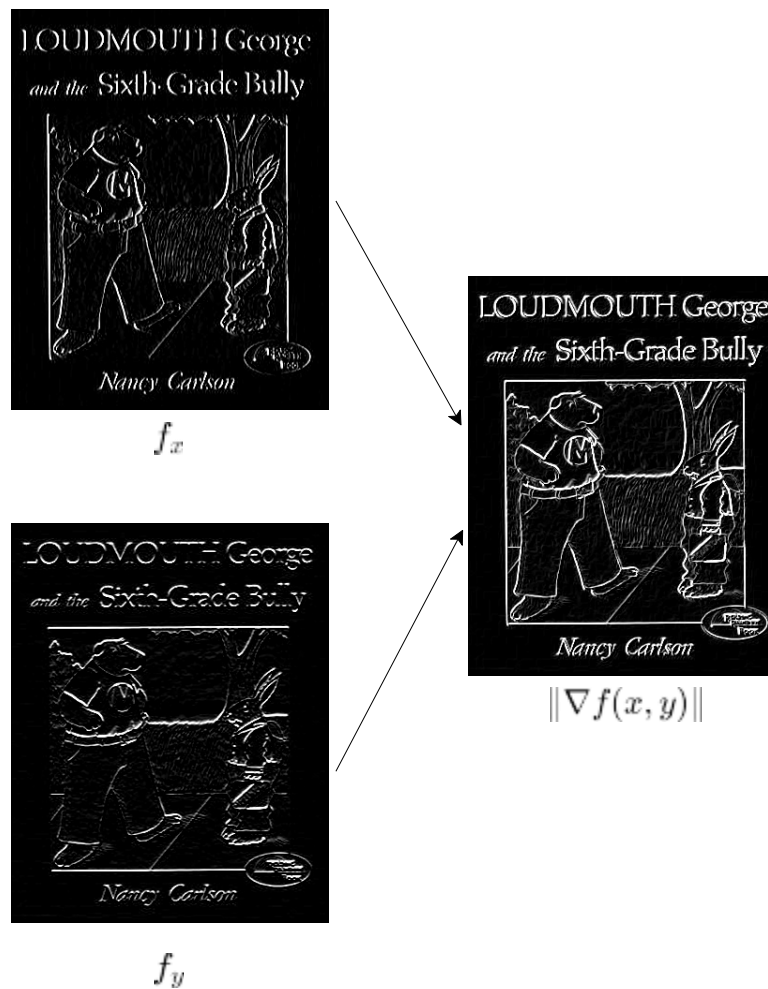 LOUDMOUTH George
and the Sixth-Grade Bully
M
Nancy Carlson
f_x
LOUDMOUTH George
and the Sixth-Grade Bully
M
Nancy Carlson
f_y
LOUDMOUTH George
and the Sixth-Grade Bully
M
Nancy Carlson
‖∇f(x, y)‖